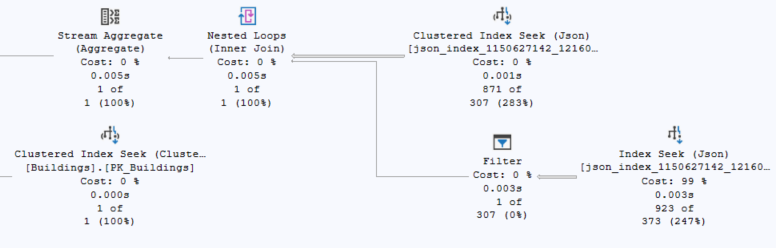 Stream Aggregate
(Aggregate)
Cost: 0 %
0.005s
1 of
1 (100%)
Nested Loops
(Inner Join)
Cost: 0 %
0.005s
1 of
1 (100%)
Clustered Index Seek (Json)
[json_index_1150627142_12160…
Cost: 0 %
0.001s
871 of
307 (283%)
Clustered Index Seek (Cluste…
[Buildings].[PK_Buildings]
Cost: 0 %
0.000s
1 of
1 (100%)
Filter
Cost: 0 %
0.003s
1 of
307 (0%)
Index Seek (Json)
[json_index_1150627142_12160…
Cost: 99 %
0.003s
923 of
373 (247%)